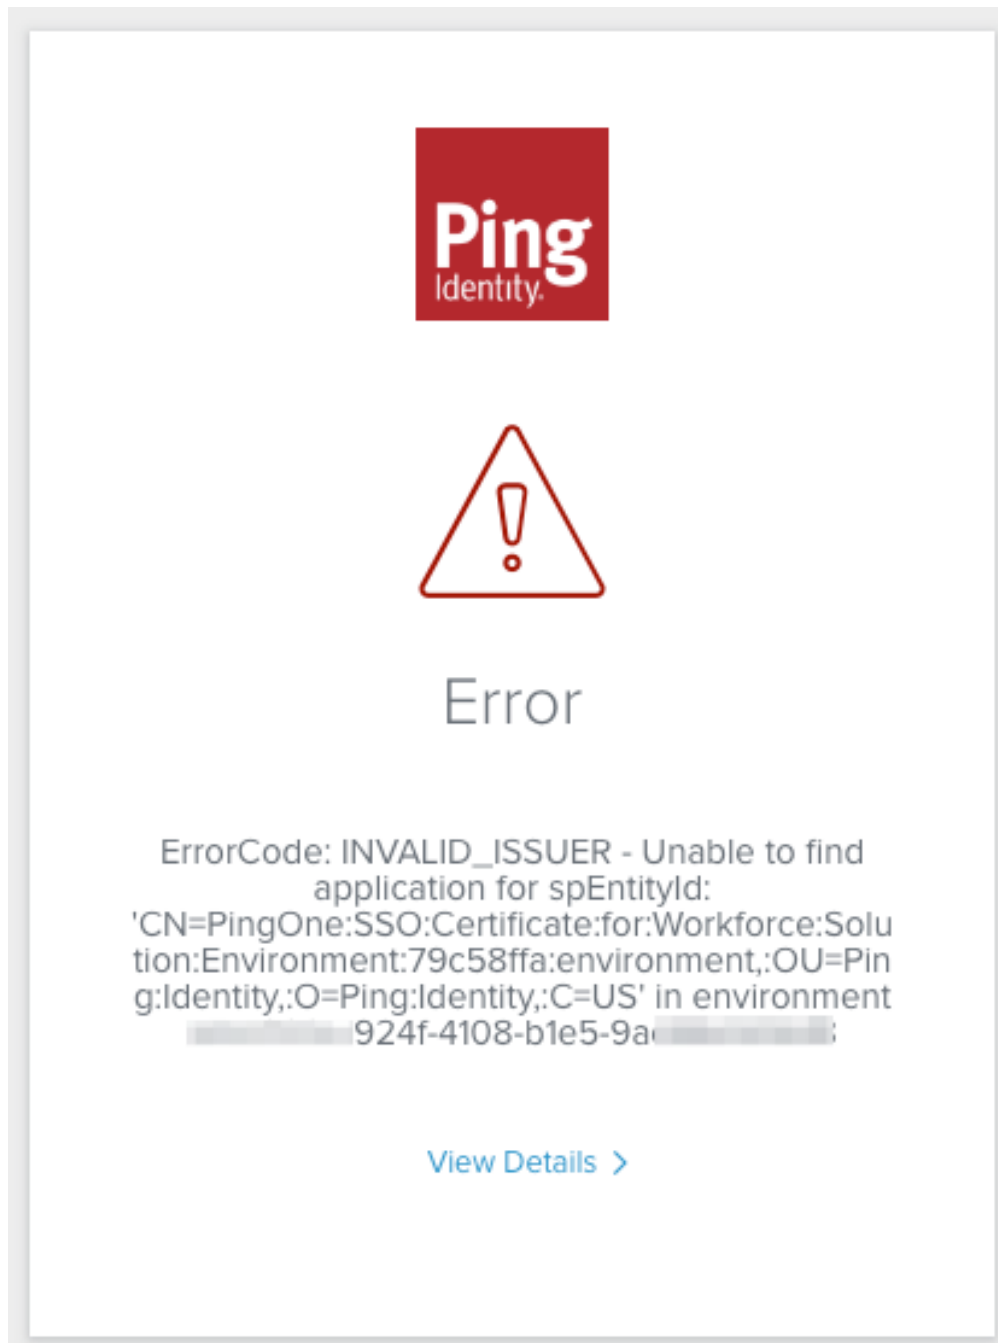 Ping
Identity.
Error
ErrorCode: INVALID_ISSUER - Unable to find
application for spEntityId:
'CN=PingOne:SSO:Certificate:for:Workforce:Solu
tion:Environment:79c58ffa:environment,:OU=Pin
g:Identity,:O=Ping:Identity,:C=US' in environment
924f-4108-b1e5-9a
View Details >